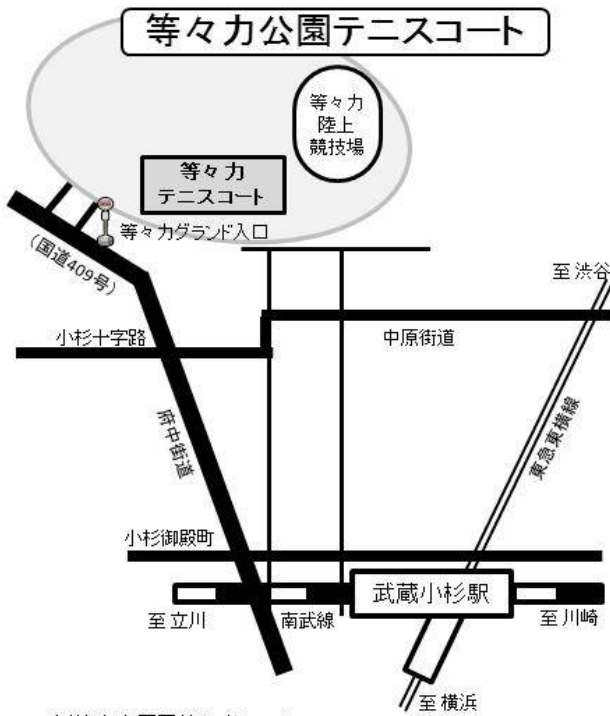 等々力公園テニスコート
等々力
陸上
競技場
等々力
テニスコート
等々力グランド入口
(国道409号)
至 渋谷
小杉十字路
中原街道
府中街道
東急東横線
小杉御殿町
武蔵小杉駅
至 立川
南武線
至 川崎
至 横浜